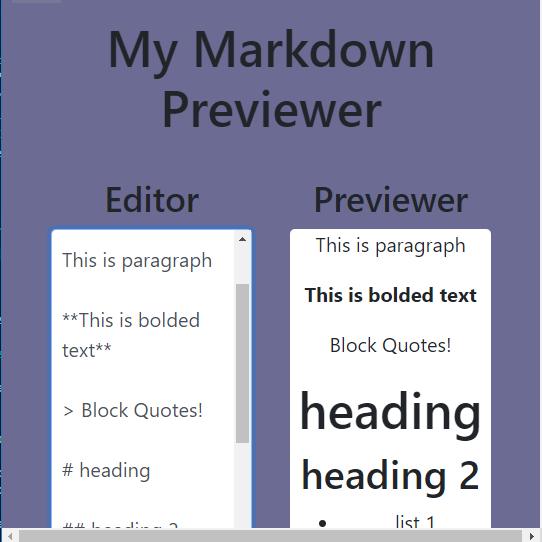 My Markdown
Previewer
Editor
This is paragraph
**This is bolded
text**
> Block Quotes!
# heading
## heading 2
Previewer
This is paragraph
This is bolded text
Block Quotes!
heading
heading 2
• list 1